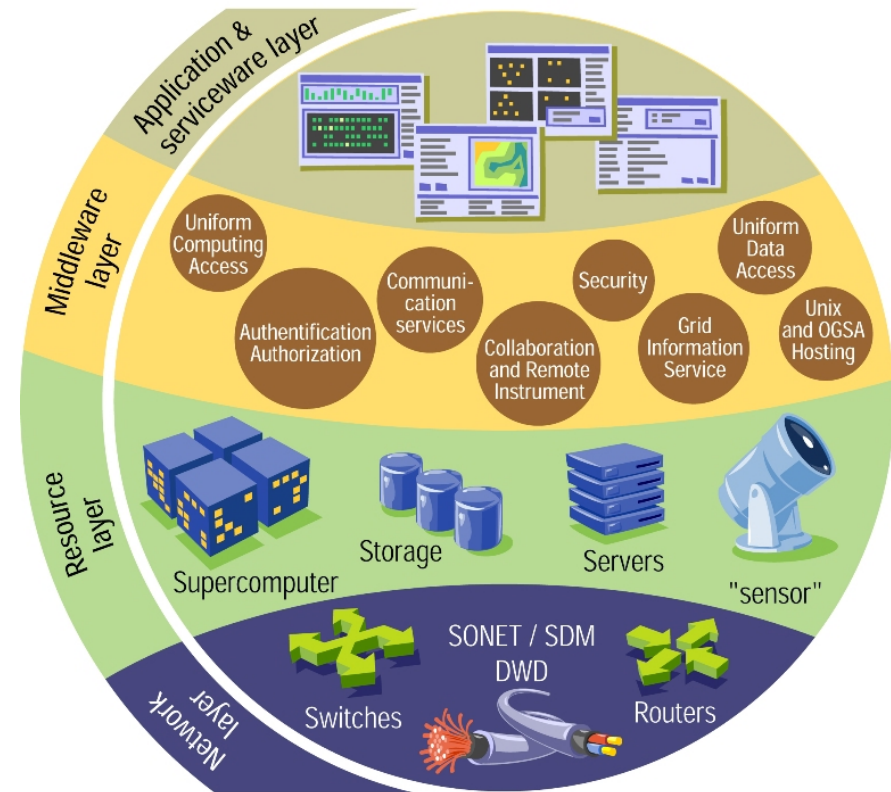 Application &
serviceware layer
Middleware
layer
Uniform
Computing
Access
Authentification
Authorization
Communi-
cation
services
Collaboration
and Remote
Instrument
Security
Grid
Information
Service
Uniform
Data
Access
Unix
and OGSA
Hosting
Resource
layer
Supercomputer
Storage
Servers
"sensor"
Network
layer
Switches
SONET / SDM
DWD
Routers